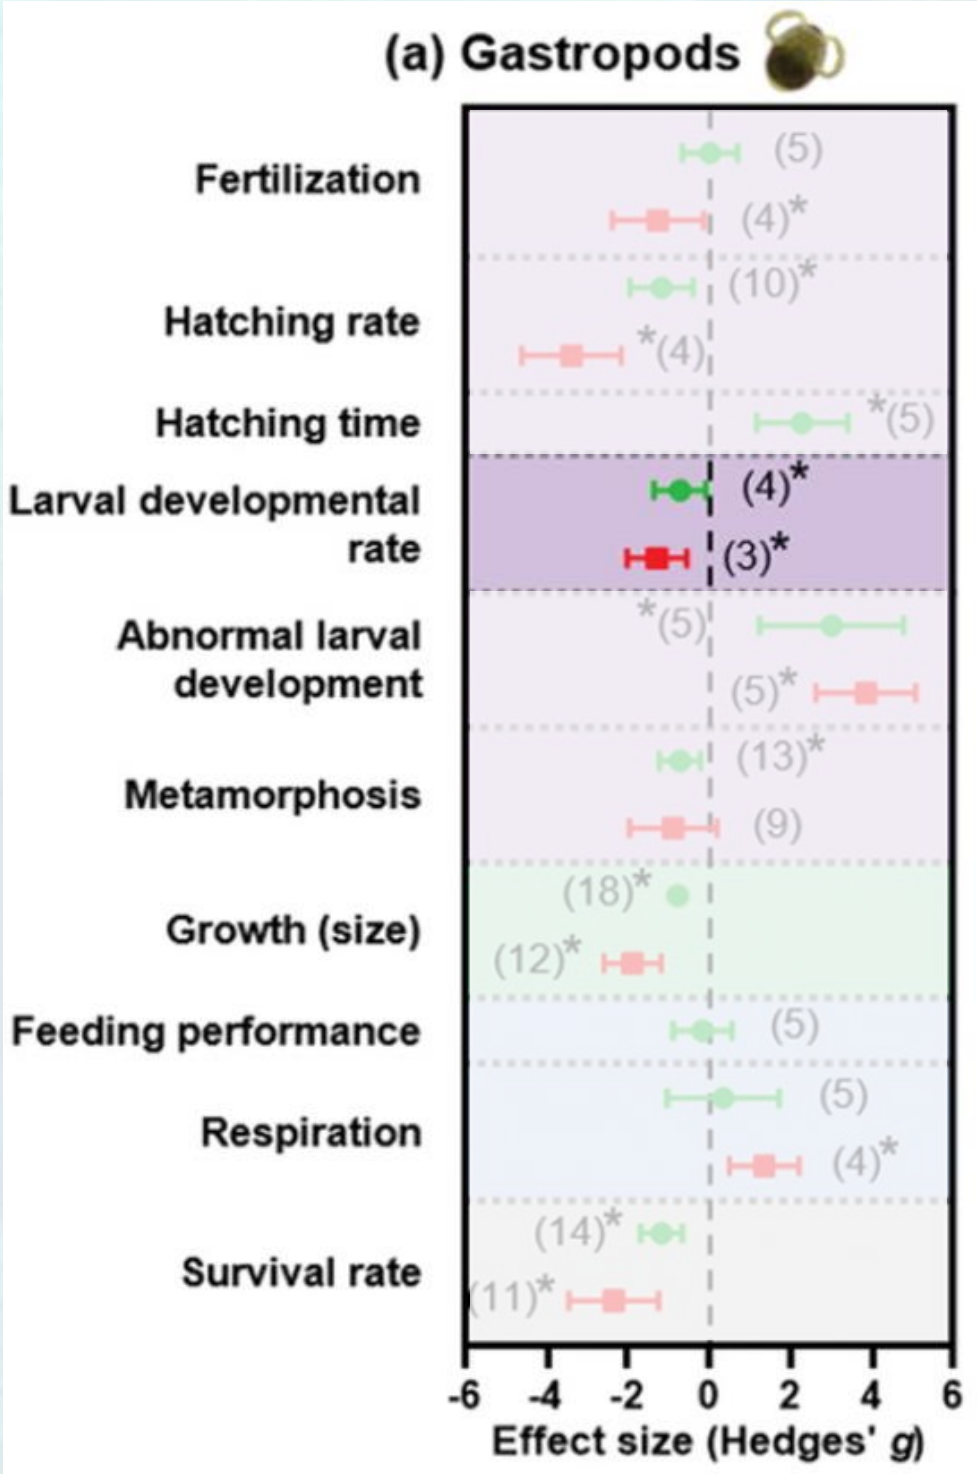 (a) Gastropods
Fertilization
(5)
(4)*
Hatching rate
(10)*
*(4)
Hatching time
*(5)
Larval developmental
rate
(4)*
(3)*
Abnormal larval
development
*(5)
(5)*
Metamorphosis
(13)*
(9)
Growth (size)
(18)*
(12)*
Feeding performance
(5)
Respiration
(5)
(4)*
Survival rate
(14)*
(11)*
-6 -4 -2 0 2 4 6
Effect size (Hedges' g)